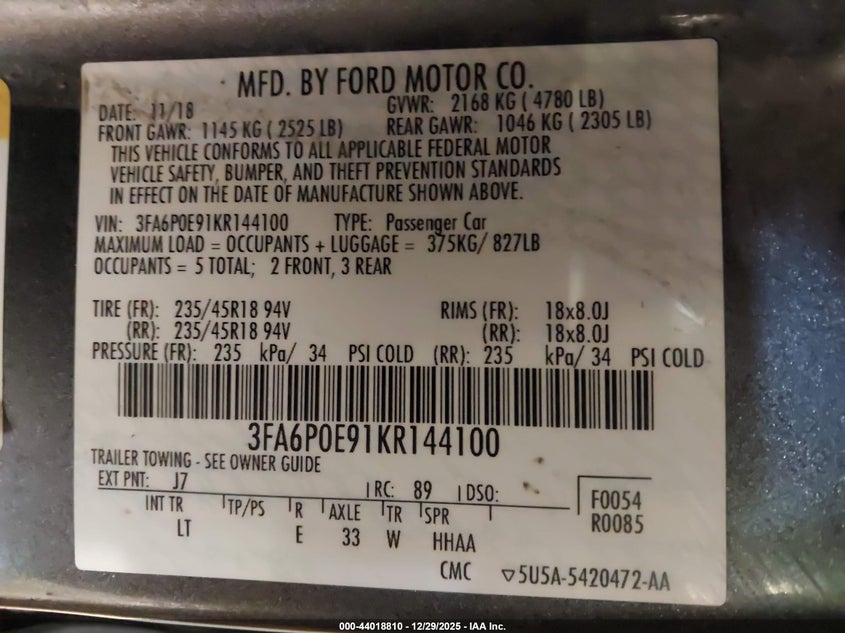 MFD. BY FORD MOTOR CO.
DATE: 11/18 GVWR: 2168 KG ( 4780 LB)
FRONT GAWR: 1145 KG ( 2525 LB) REAR GAWR: 1046 KG ( 2305 LB)
THIS VEHICLE CONFORMS TO ALL APPLICABLE FEDERAL MOTOR
VEHICLE SAFETY, BUMPER, AND THEFT PREVENTION STANDARDS
IN EFFECT ON THE DATE OF MANUFACTURE SHOWN ABOVE.
VIN: 3FA6P0E91KR144100 TYPE: Passenger Car
MAXIMUM LOAD = OCCUPANTS + LUGGAGE = 375KG/ 827LB
OCCUPANTS = 5 TOTAL; 2 FRONT, 3 REAR
TIRE (FR): 235/45R18 94V RIMS (FR): 18x8.0J
(RR): 235/45R18 94V (RR): 18x8.0J
PRESSURE (FR): 235 kPa/ 34 PSI COLD (RR): 235 kPa/ 34 PSI COLD
3FA6P0E91KR144100
TRAILER TOWING - SEE OWNER GUIDE
EXT PNT: J7 RC: 89 DSO: F0054
INT TR TP/PS R AXLE TR SPR R0085
LT E 33 W HHAA
CMC ▽5U5A-5420472-AA
000-44018810 - 12/29/2025 - IAA Inc.